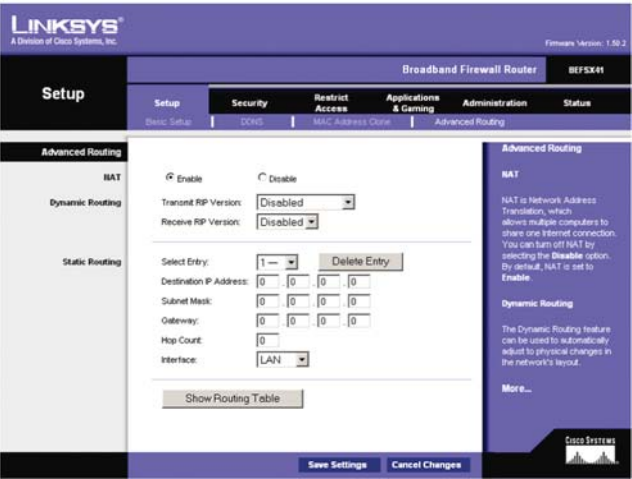 LINKSYS®
A Division of Cisco Systems, Inc.
Firmware Version: 1.50.2
Broadband Firewall Router BEFSX41
Setup
Setup Security Restrict Access Applications & Gaming Administration Status
Basic Setup DDNS MAC Address Clone Advanced Routing
Advanced Routing
NAT
Enable Disable
Dynamic Routing
Transmit RIP Version: Disabled
Receive RIP Version: Disabled
Static Routing
Select Entry: 1 — Delete Entry
Destination IP Address: 0 . 0 . 0 . 0
Subnet Mask: 0 . 0 . 0 . 0
Gateway: 0 . 0 . 0 . 0
Hop Count: 0
Interface: LAN
Show Routing Table
Advanced Routing
NAT
NAT is Network Address
Translation, which
allows multiple computers to
share one Internet connection.
You can turn off NAT by
selecting the Disable option.
By default, NAT is set to
Enable.
Dynamic Routing
The Dynamic Routing feature
can be used to automatically
adjust to physical changes in
the network's layout.
More...
Save Settings Cancel Changes
CISCO SYSTEMS